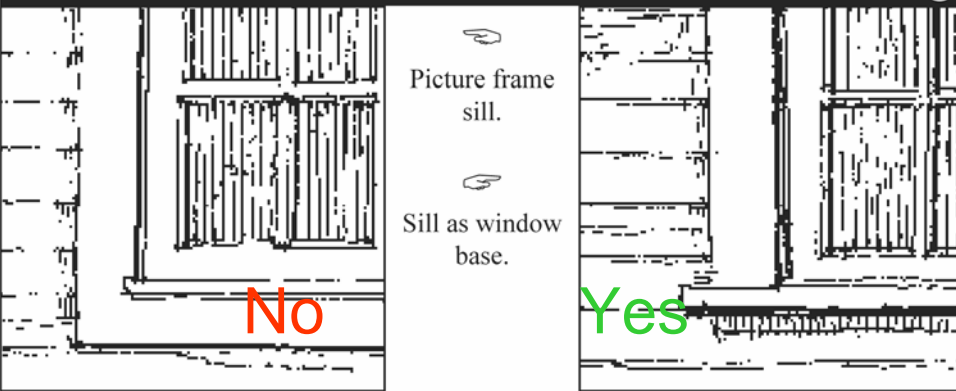 Picture frame
sill.
Sill as window
base.
No
Yes